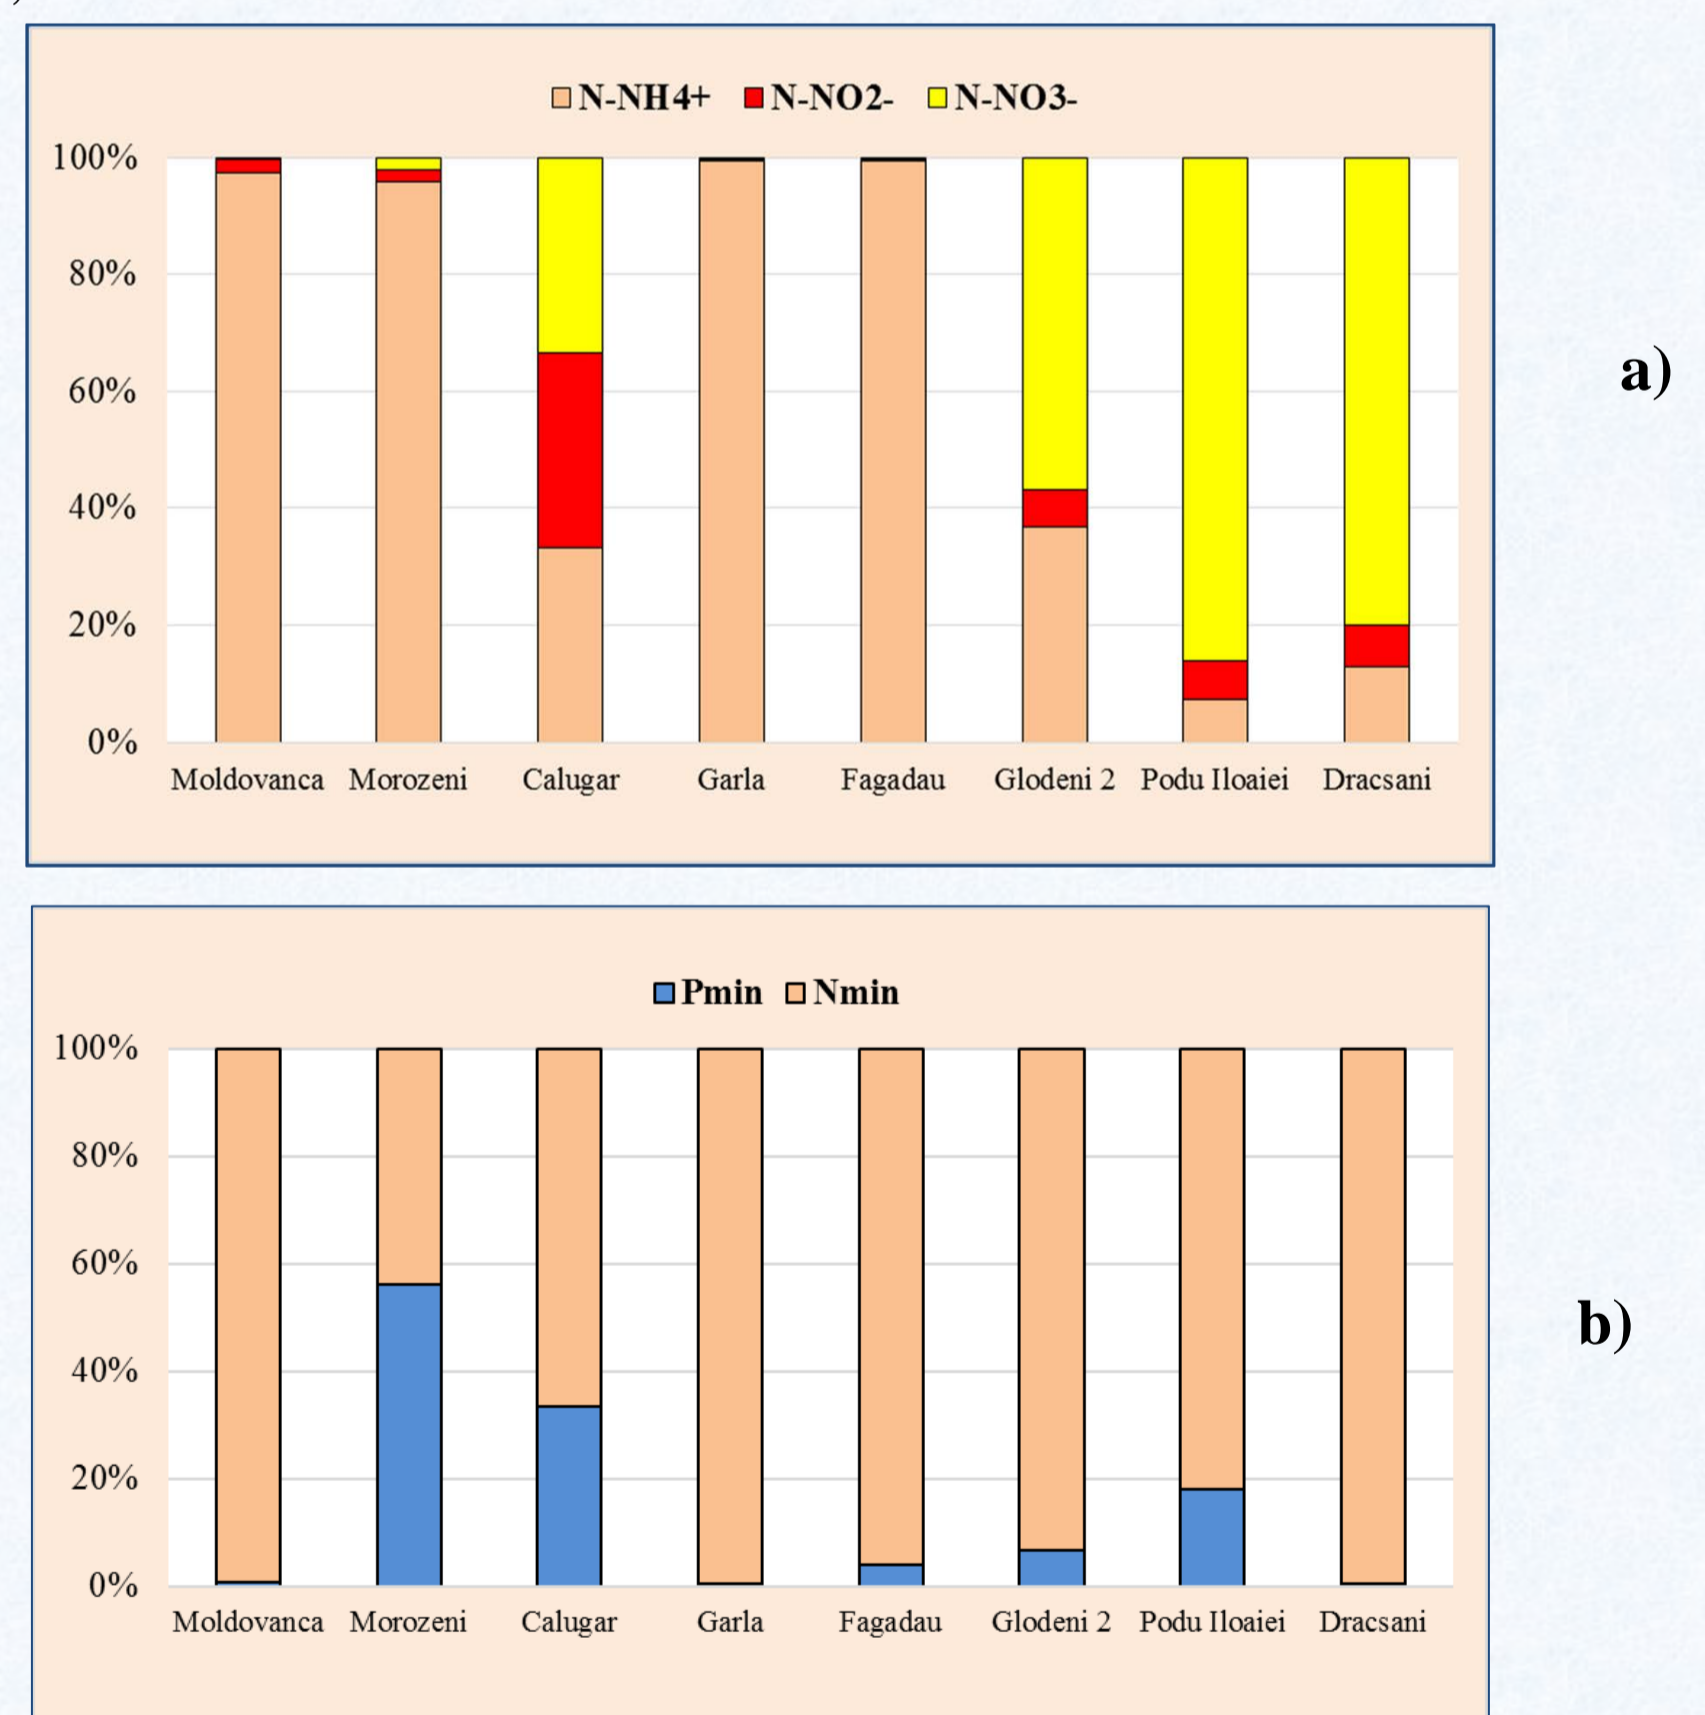 N-NH4+ N-NO2- N-NO3-
100%
80%
60%
40%
20%
0%
Moldovanca Morozeni Calugar Garla Fagadau Glodeni 2 Podu Iloaiei Dracsani
a)
Pmin Nmin
100%
80%
60%
40%
20%
0%
Moldovanca Morozeni Calugar Garla Fagadau Glodeni 2 Podu Iloaiei Dracsani
b)